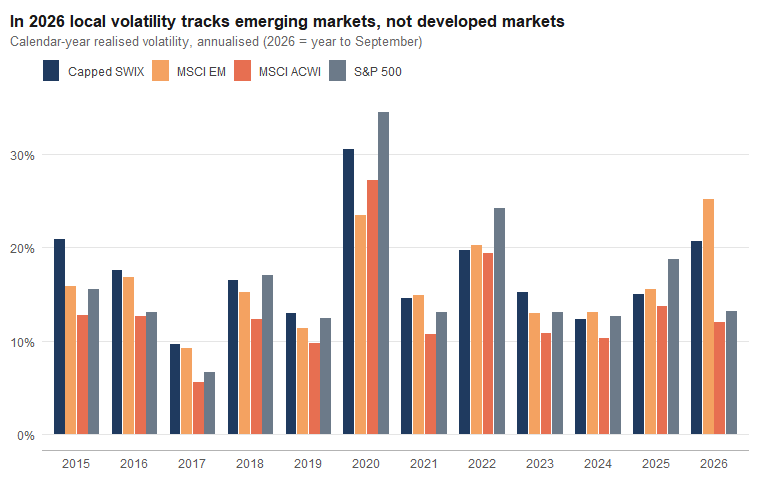 In 2026 local volatility tracks emerging markets, not developed markets
Calendar-year realised volatility, annualised (2026 = year to September)
Capped SWIX MSCI EM MSCI ACWI S&P 500
30%
20%
10%
0%
2015 2016 2017 2018 2019 2020 2021 2022 2023 2024 2025 2026